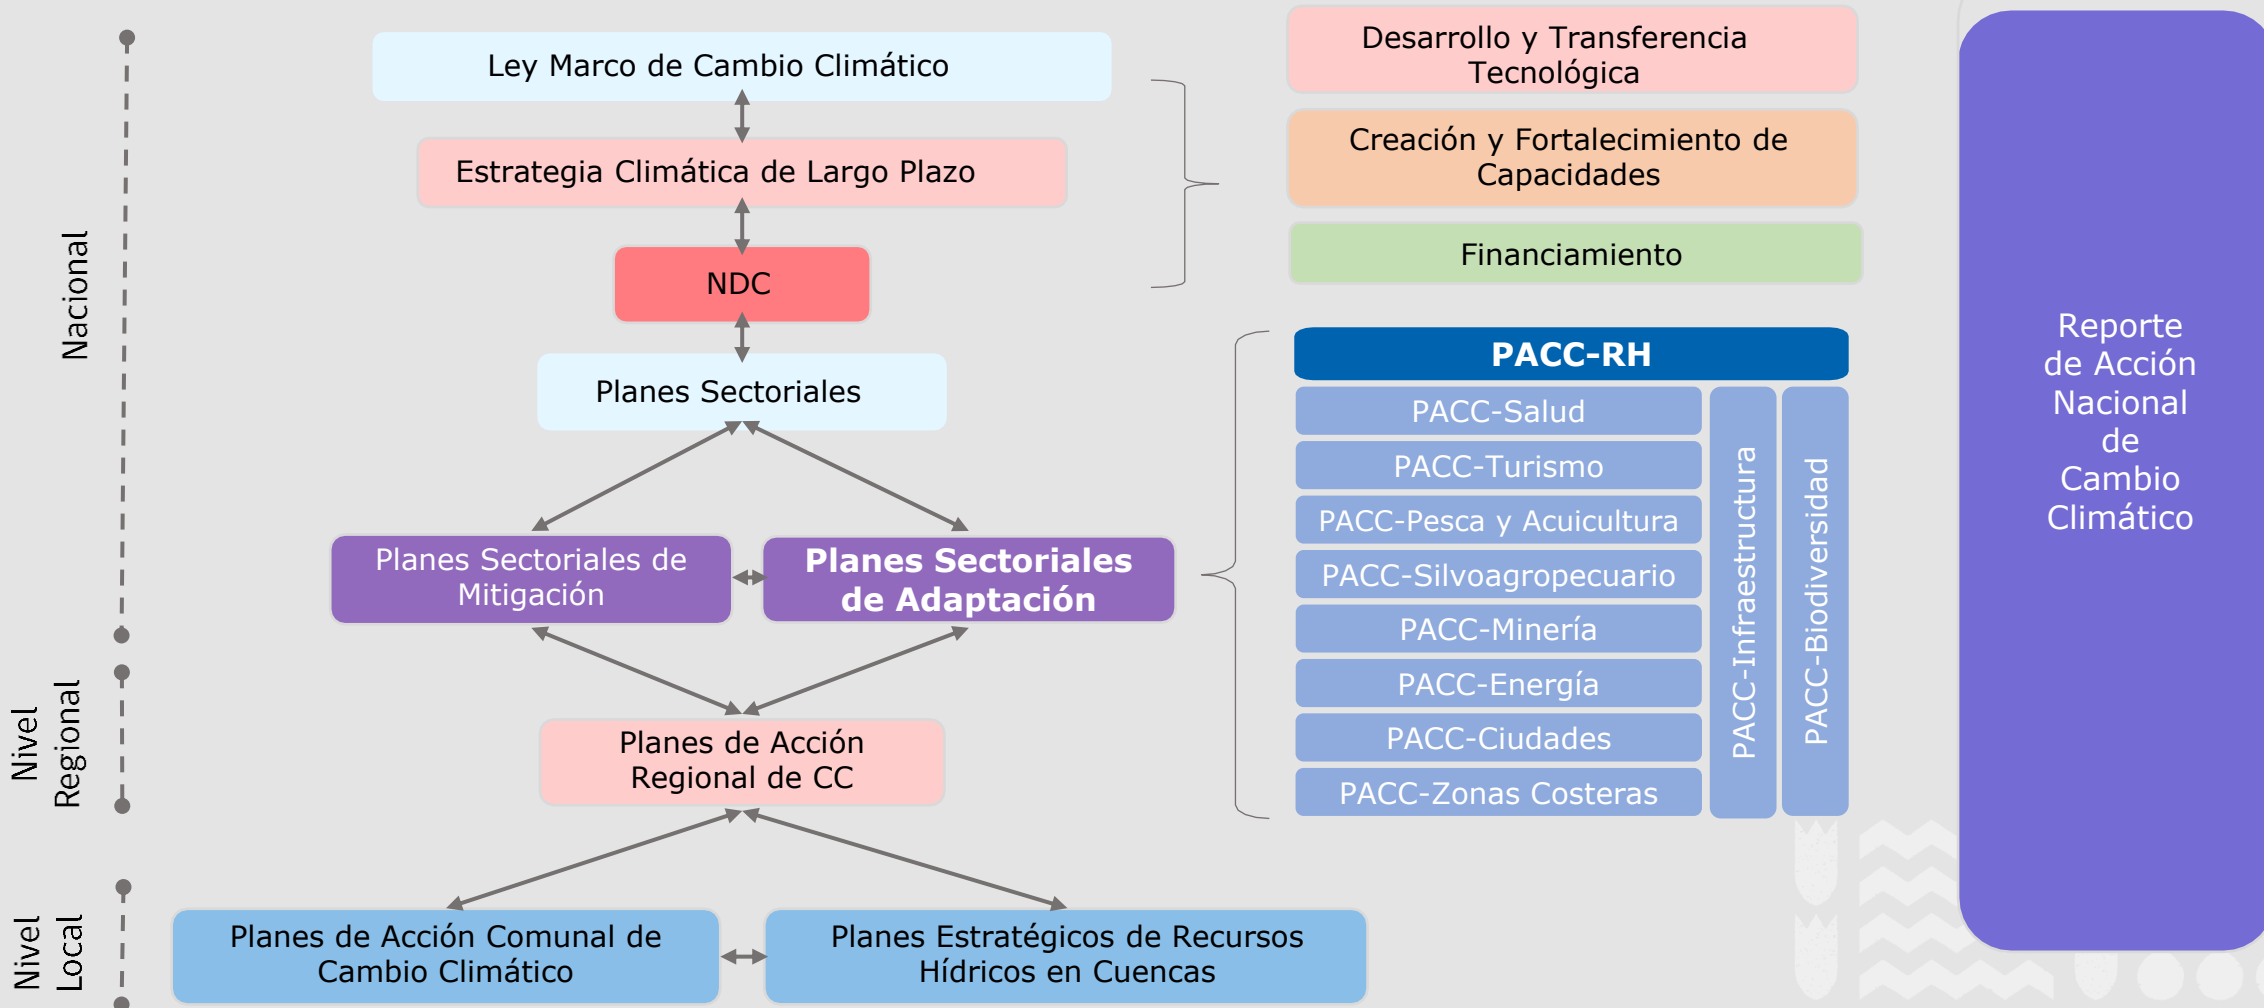 Nacional
Nivel
Regional
Nivel
Local
Ley Marco de Cambio Climático
Estrategia Climática de Largo Plazo
NDC
Planes Sectoriales
Planes Sectoriales de
Mitigación
Planes Sectoriales
de Adaptación
Planes de Acción
Regional de CC
Planes de Acción Comunal de
Cambio Climático
Planes Estratégicos de Recursos
Hídricos en Cuencas
Desarrollo y Transferencia
Tecnológica
Creación y Fortalecimiento de
Capacidades
Financiamiento
PACC-RH
PACC-Salud
PACC-Turismo
PACC-Pesca y Acuicultura
PACC-Silvoagropecuario
PACC-Minería
PACC-Energía
PACC-Ciudades
PACC-Zonas Costeras
PACC-Infraestructura
PACC-Biodiversidad
Reporte
de Acción
Nacional
de
Cambio
Climático